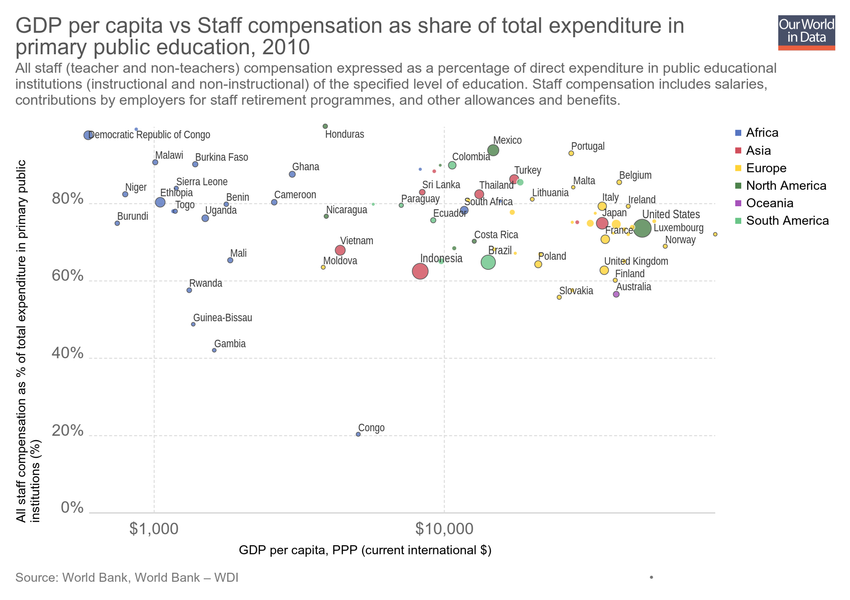 GDP per capita vs Staff compensation as share of total expenditure in
primary public education, 2010
Our World
in Data
All staff (teacher and non-teachers) compensation expressed as a percentage of direct expenditure in public educational
institutions (instructional and non-instructional) of the specified level of education. Staff compensation includes salaries,
contributions by employers for staff retirement programmes, and other allowances and benefits.
All staff compensation as % of total expenditure in primary public
institutions (%)
80%
60%
40%
20%
0%
Democratic Republic of Congo
Honduras
Malawi
Burkina Faso
Ghana
Colombia
Mexico
Portugal
Niger
Sierra Leone
Ethiopia
Togo
Benin
Cameroon
Sri Lanka
Thailand
Turkey
Lithuania
Malta
Belgium
Burundi
Uganda
Nicaragua
Paraguay
South Africa
Ecuador
Italy
Ireland
Japan
United States
France
Luxembourg
Norway
Mali
Vietnam
Moldova
Costa Rica
Indonesia
Brazil
Poland
United Kingdom
Finland
Rwanda
Slovakia
Australia
Guinea-Bissau
Gambia
Congo
$1,000
$10,000
GDP per capita, PPP (current international $)
Africa
Asia
Europe
North America
Oceania
South America
Source: World Bank, World Bank – WDI